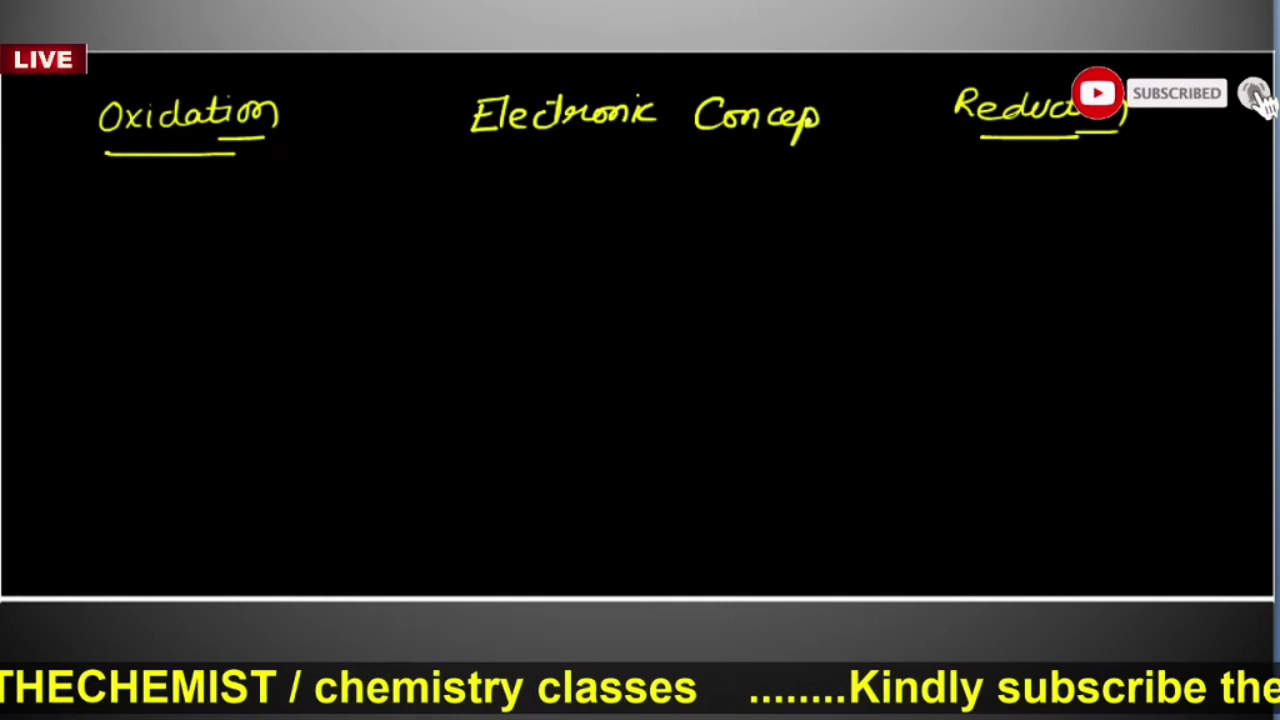 LIVE
Oxidation Electronic Concep
SUBSCRIBED
THECHEMIST / chemistry classes ........Kindly subscribe the